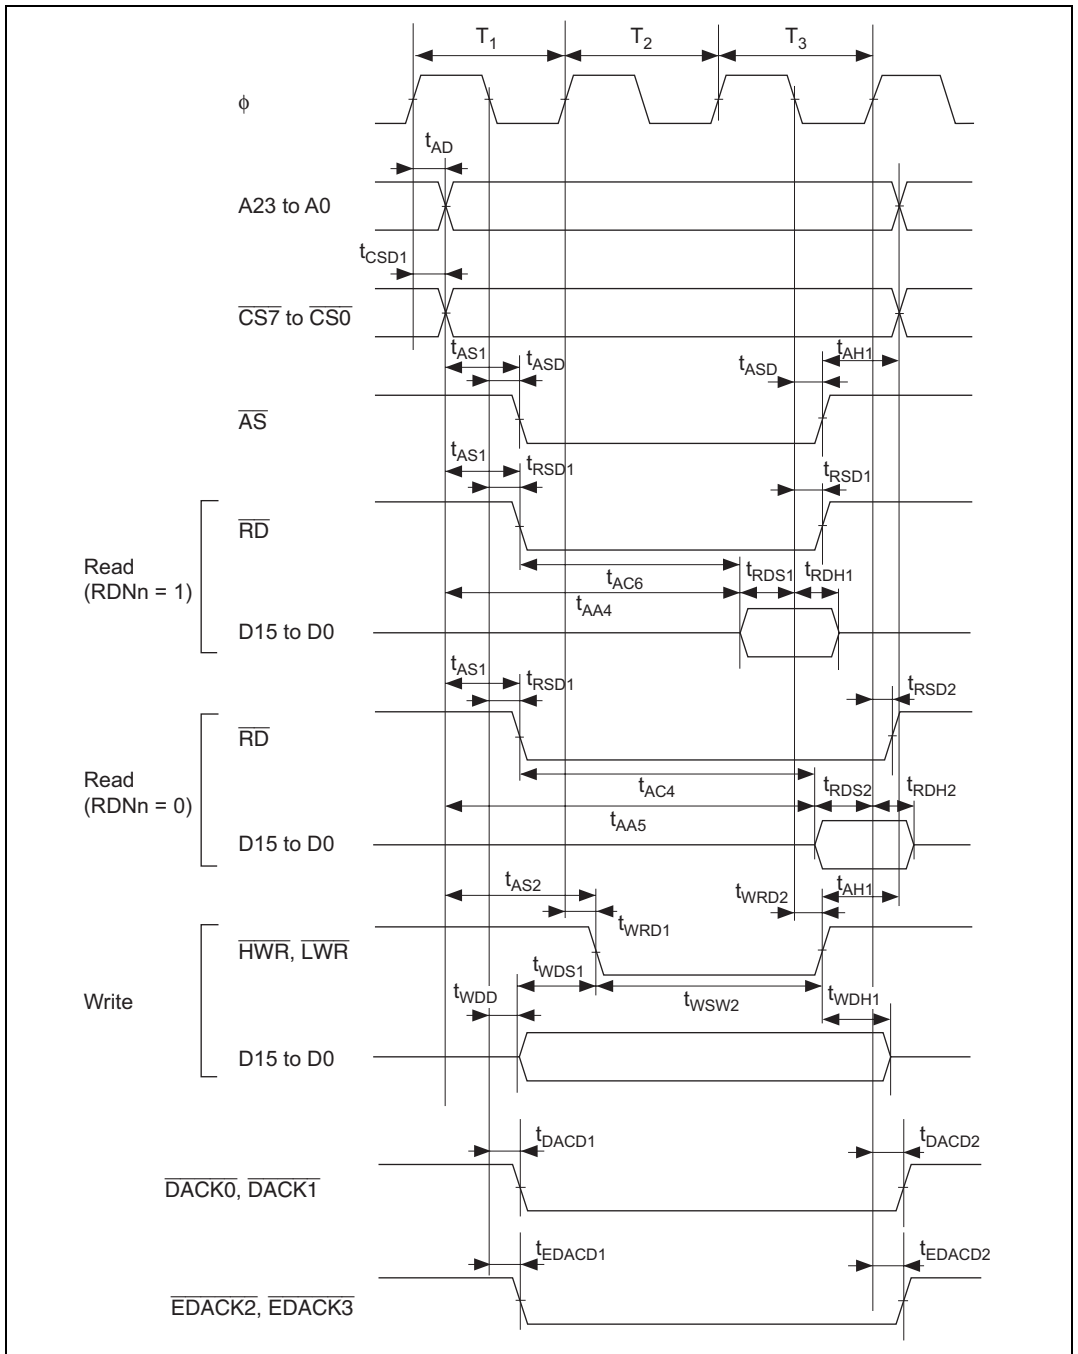 T1 T2 T3
ϕ
tAD
A23 to A0
tCSD1
CS7 to CS0
tAS1 tASD tASD tAH1
AS
tAS1 tRSD1 tRSD1
RD
Read
(RDNn = 1)
tAC6 tRDS1 tRDH1
tAA4
D15 to D0
tAS1 tRSD1 tRSD2
RD
Read
(RDNn = 0)
tAC4 tRDS2 tRDH2
tAA5
D15 to D0
tAS2 tWRD1 tWRD2 tAH1
HWR, LWR
Write
tWDD tWDS1 tWSW2 tWDH1
D15 to D0
tDACD1 tDACD2
DACK0, DACK1
tEDACD1 tEDACD2
EDACK2, EDACK3